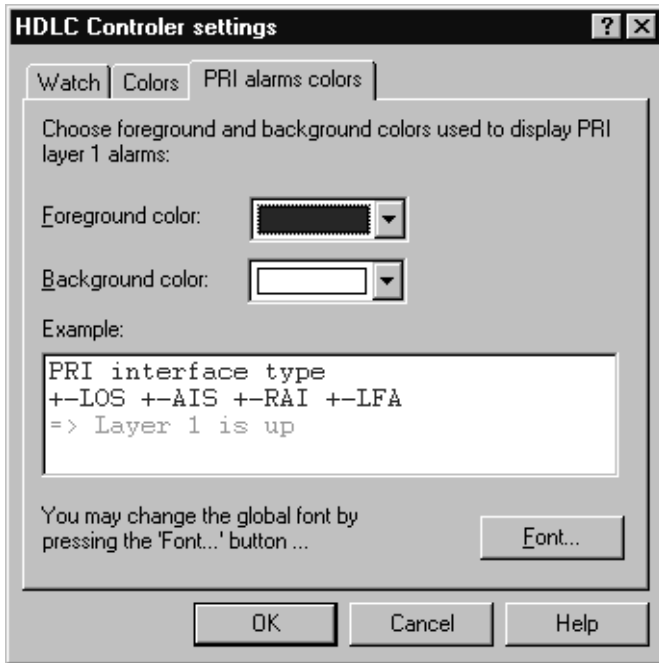 HDLC Controler settings
Watch Colors PRI alarms colors
Choose foreground and background colors used to display PRI
layer 1 alarms:
Foreground color:
Background color:
Example:
PRI interface type
+-LOS +-AIS +-RAI +-LFA
=> Layer 1 is up
You may change the global font by
pressing the 'Font...' button ...
Font...
OK Cancel Help